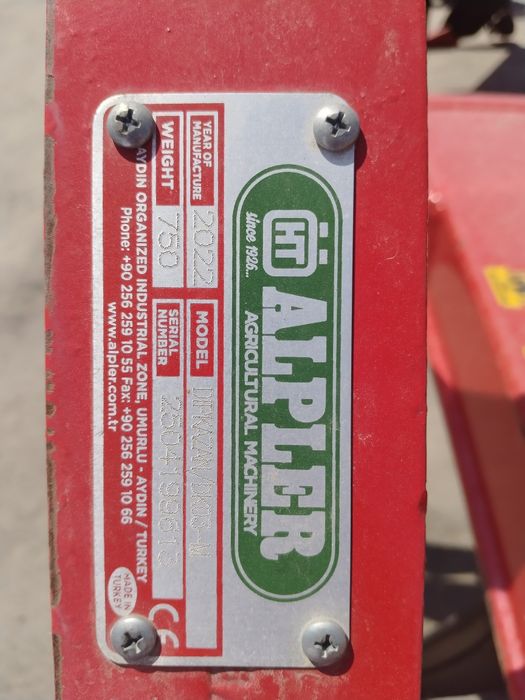 HT
ALPLER
since 1926...
AGRICULTURAL MACHINERY
YEAR OF
MANUFACTURE
2022
MODEL
WEIGHT
750
SERIAL
NUMBER
2504199613
AYDIN ORGANIZED INDUSTRIAL ZONE, UMURLU - AYDIN / TURKEY
Phone: +90 256 259 10 55 Fax: +90 256 259 10 66
www.alpler.com.tr
MADE IN
TURKEY
CE